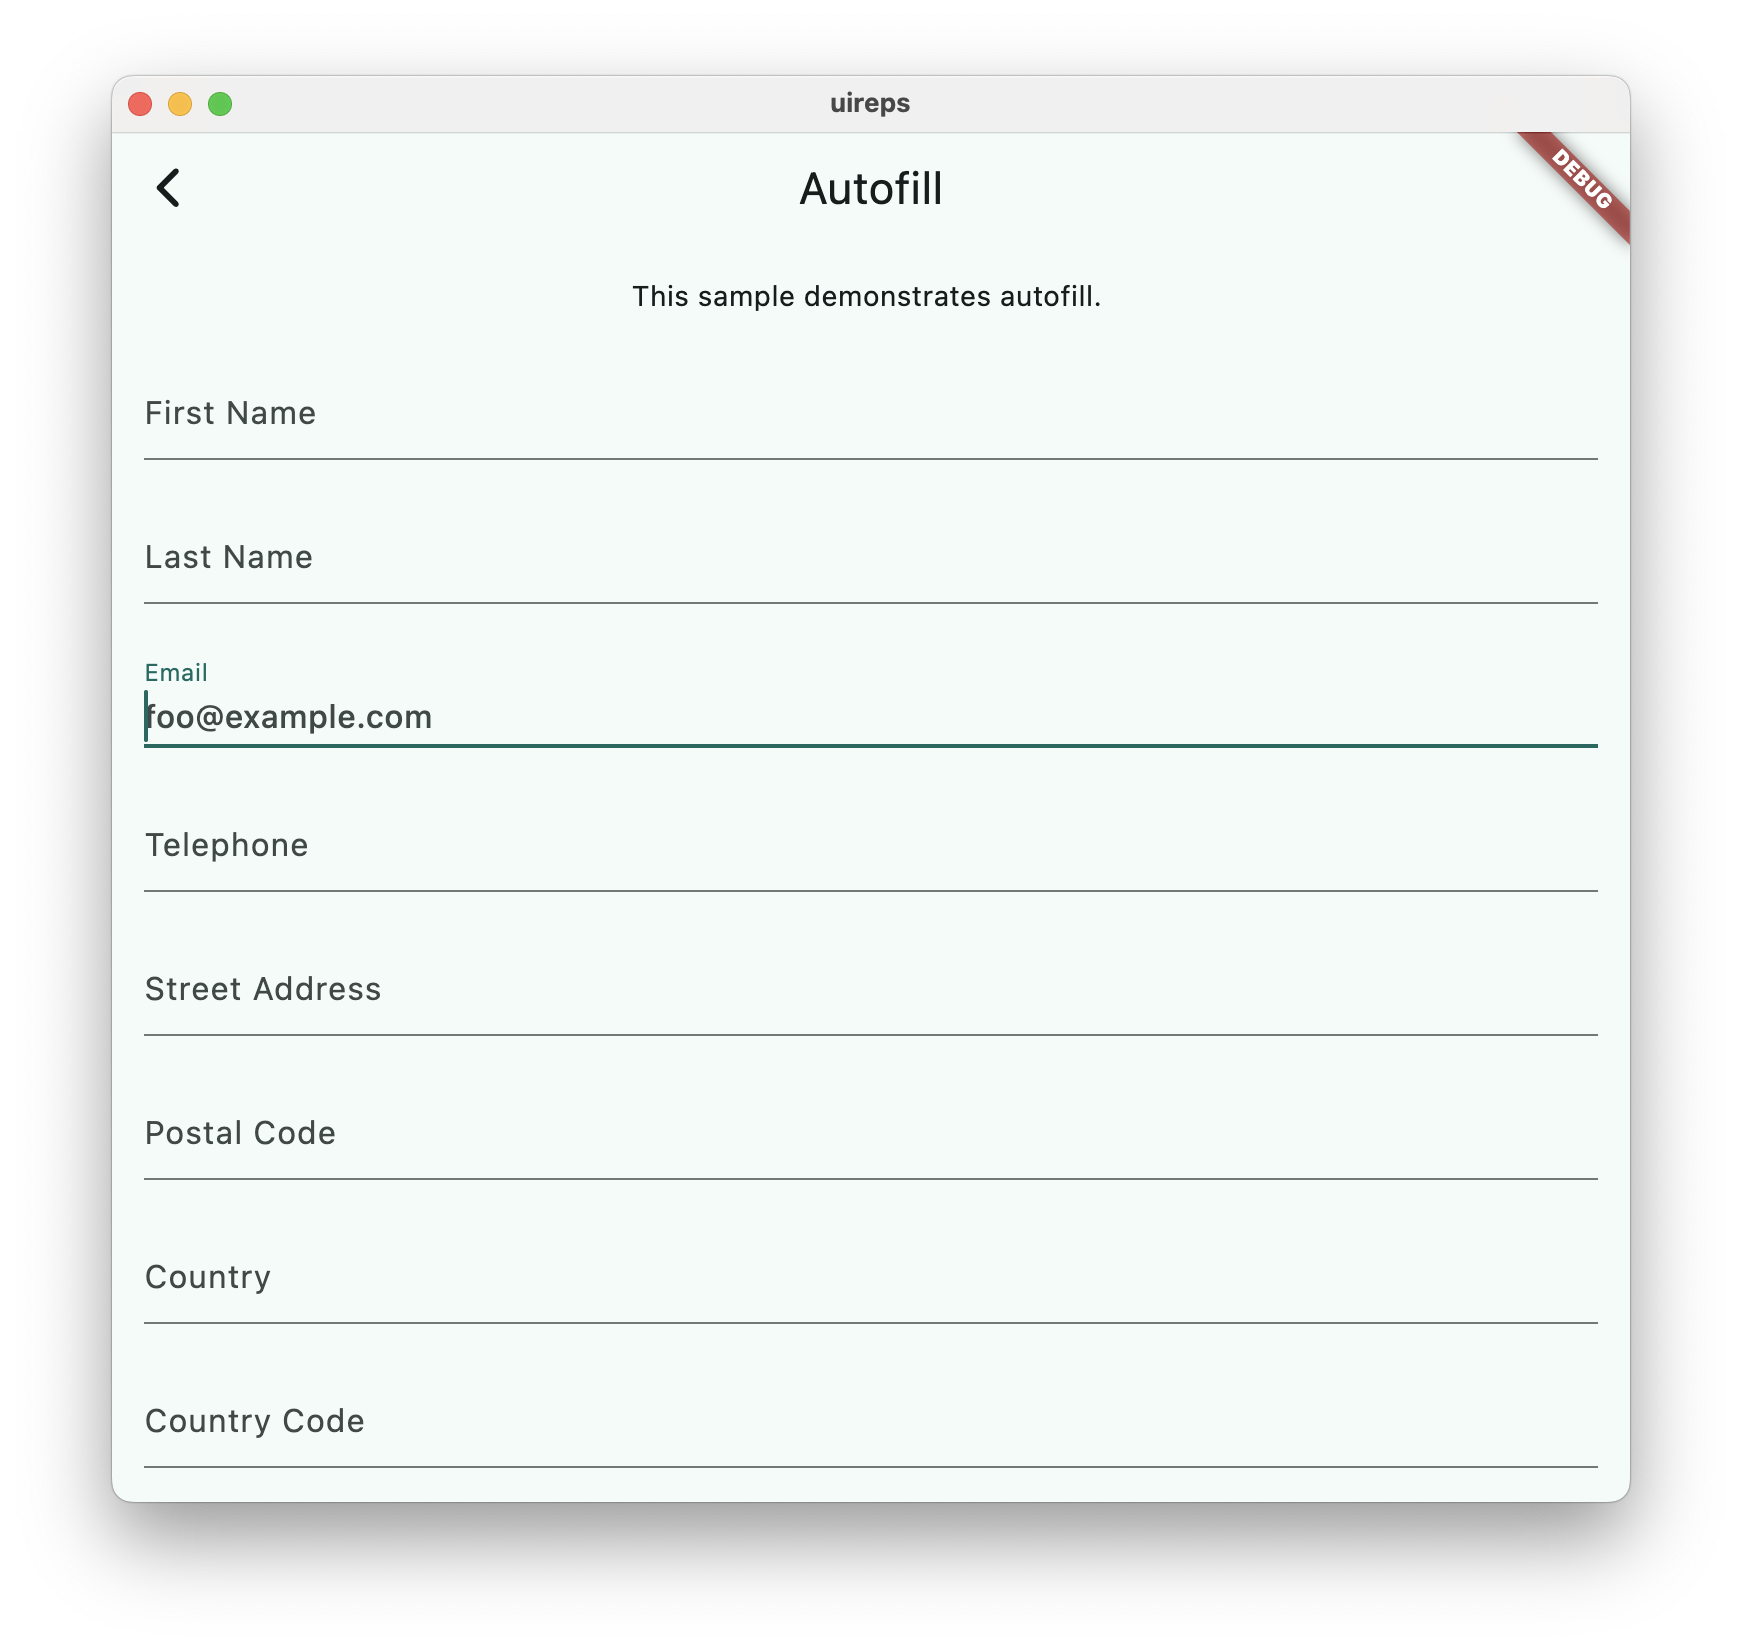 uireps
DEBUG
Autofill
This sample demonstrates autofill.
First Name
Last Name
Email
foo@example.com
Telephone
Street Address
Postal Code
Country
Country Code